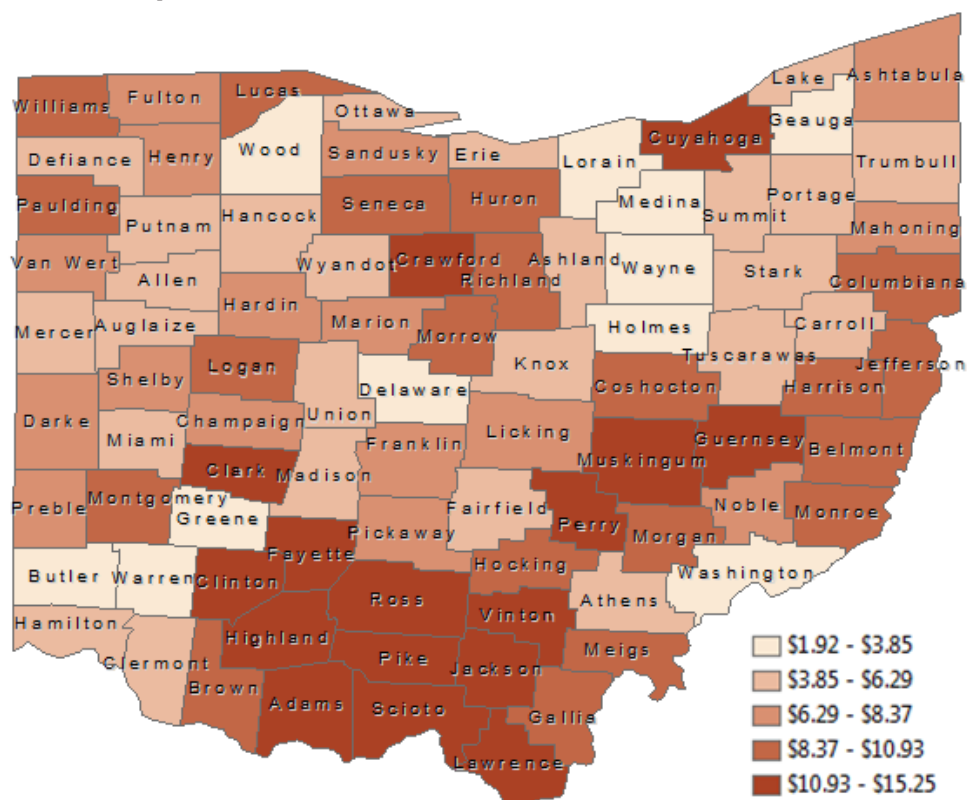 Lake
Ashtabula
Williams
Fulton
Lucas
Ottawa
Geauga
Cuyahoga
Defiance
Henry
Wood
Sandusky
Erie
Lorain
Trumbull
Paulding
Putnam
Hancock
Seneca
Huron
Medina
Summit
Portage
Mahoning
Van Wert
Allen
Wyandot
Crawford
Richland
Ashland
Wayne
Stark
Columbiana
Mercer
Auglaize
Hardin
Marion
Morrow
Holmes
Carroll
Tuscarawas
Jefferson
Logan
Shelby
Knox
Delaware
Coshocton
Harrison
Darke
Miami
Champaign
Union
Franklin
Licking
Muskingum
Guernsey
Belmont
Clark
Madison
Preble
Montgomery
Greene
Fairfield
Perry
Noble
Monroe
Pickaway
Morgan
Fayette
Hocking
Butler
Warren
Clinton
Washington
Ross
Athens
Vinton
Hamilton
Highland
Pike
Jackson
Meigs
Clermont
Brown
Adams
Scioto
Gallia
Lawrence
$1.92 - $3.85
$3.85 - $6.29
$6.29 - $8.37
$8.37 - $10.93
$10.93 - $15.25